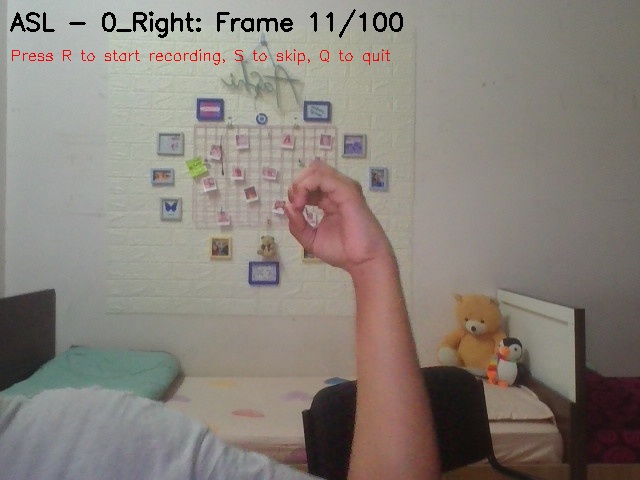 ASL - 0_Right: Frame 11/100
Press R to start recording, S to skip, Q to quit